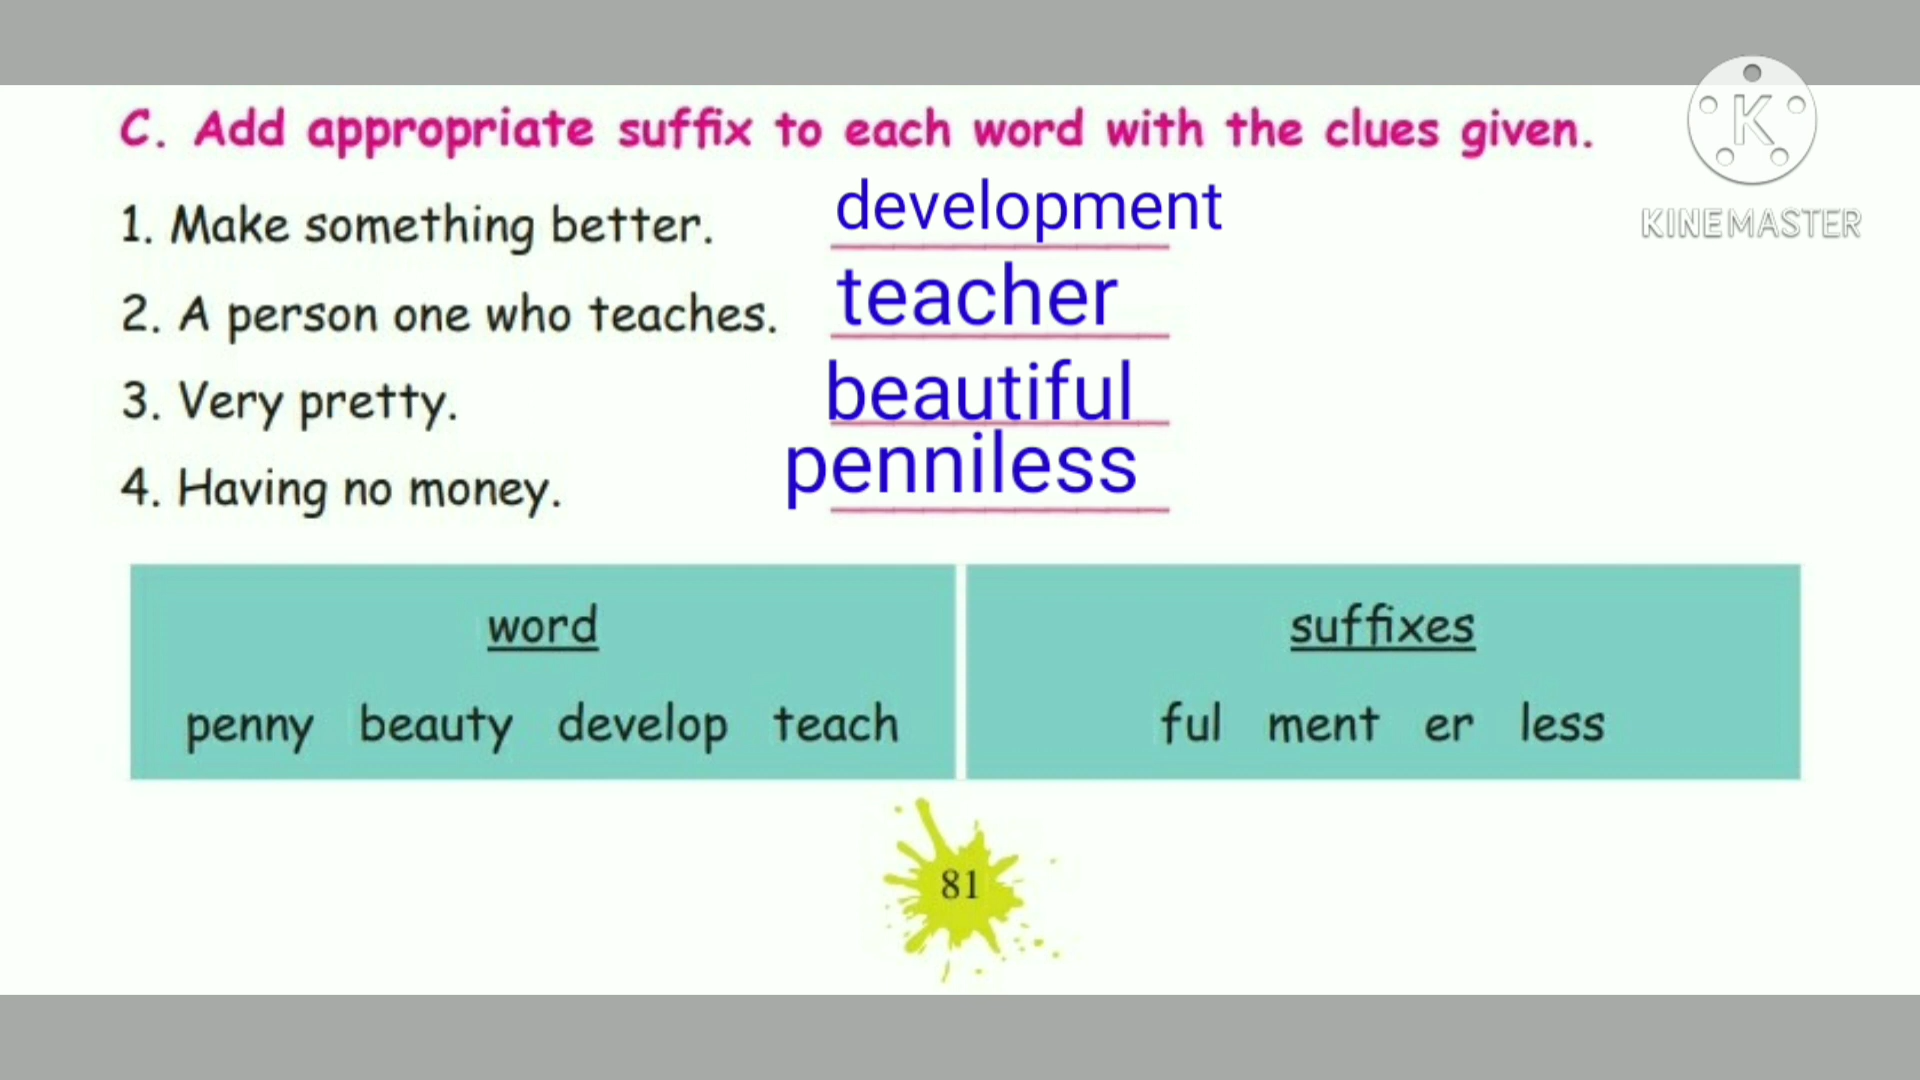 C. Add appropriate suffix to each word with the clues given.
K
KINEMASTER
1. Make something better. development
2. A person one who teaches. teacher
3. Very pretty. beautiful
4. Having no money. penniless
word suffixes
penny beauty develop teach ful ment er less
81